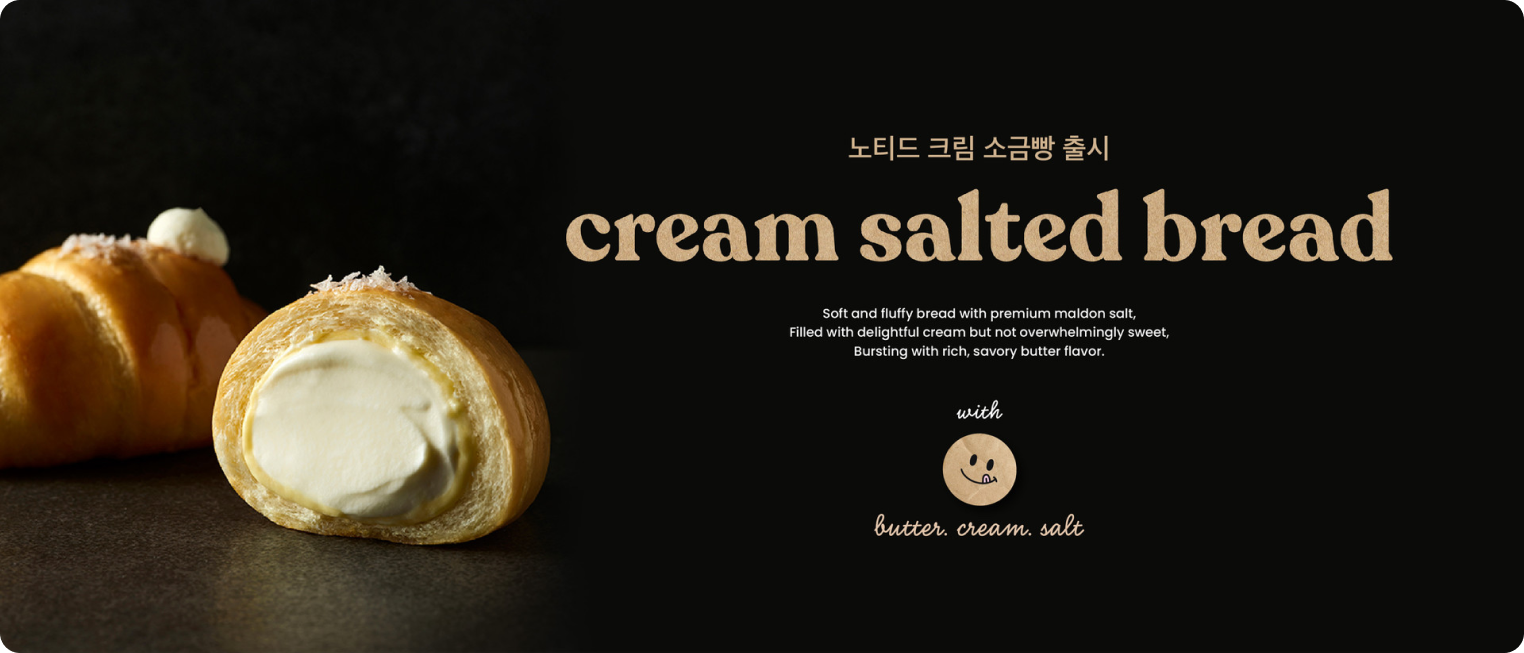 노티드 크림 소금빵 출시
cream salted bread
Soft and fluffy bread with premium maldon salt,
Filled with delightful cream but not overwhelmingly sweet,
Bursting with rich, savory butter flavor.
with
butter. cream. salt